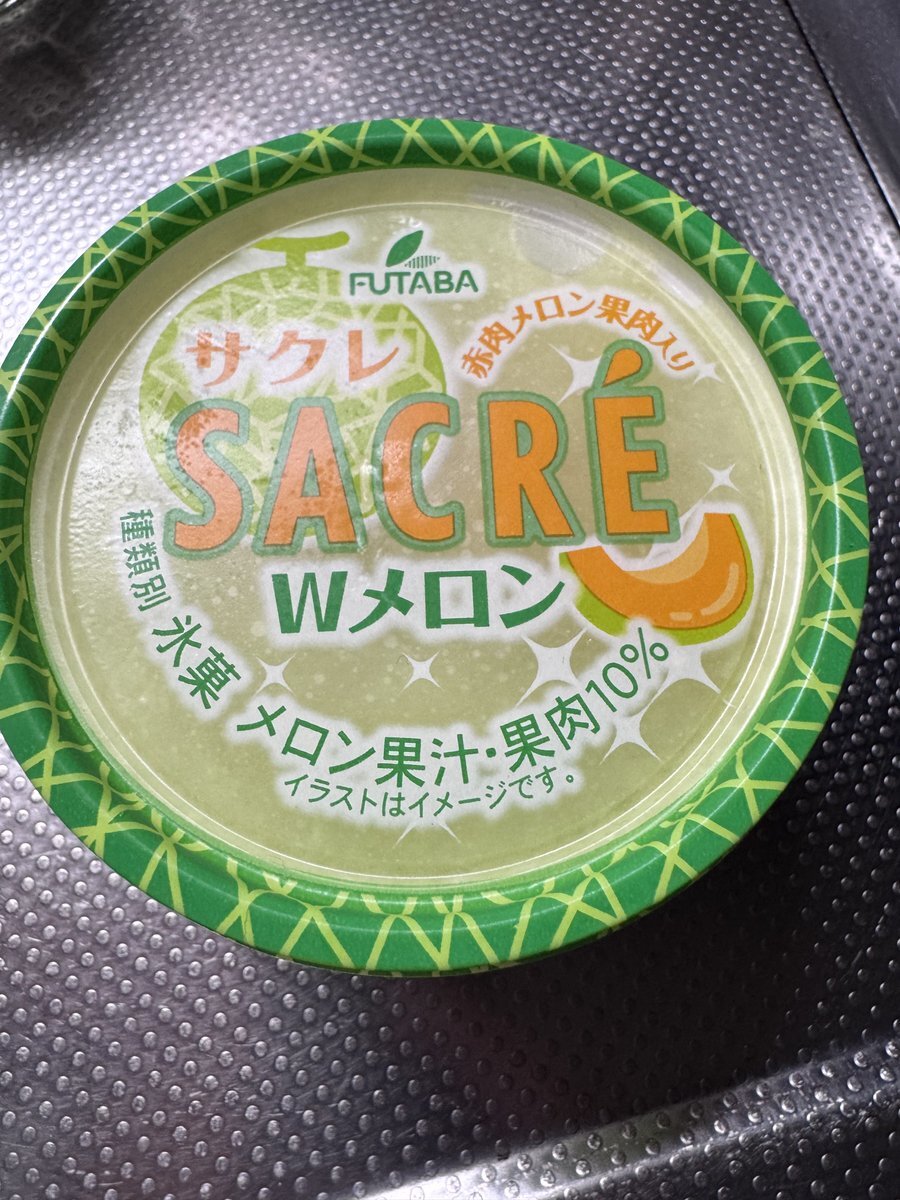 FUTABA
赤肉メロン果肉入り
サクレ
SACRÉ
Wメロン
種類別 氷菓 メロン果汁・果肉10%
イラストはイメージです。